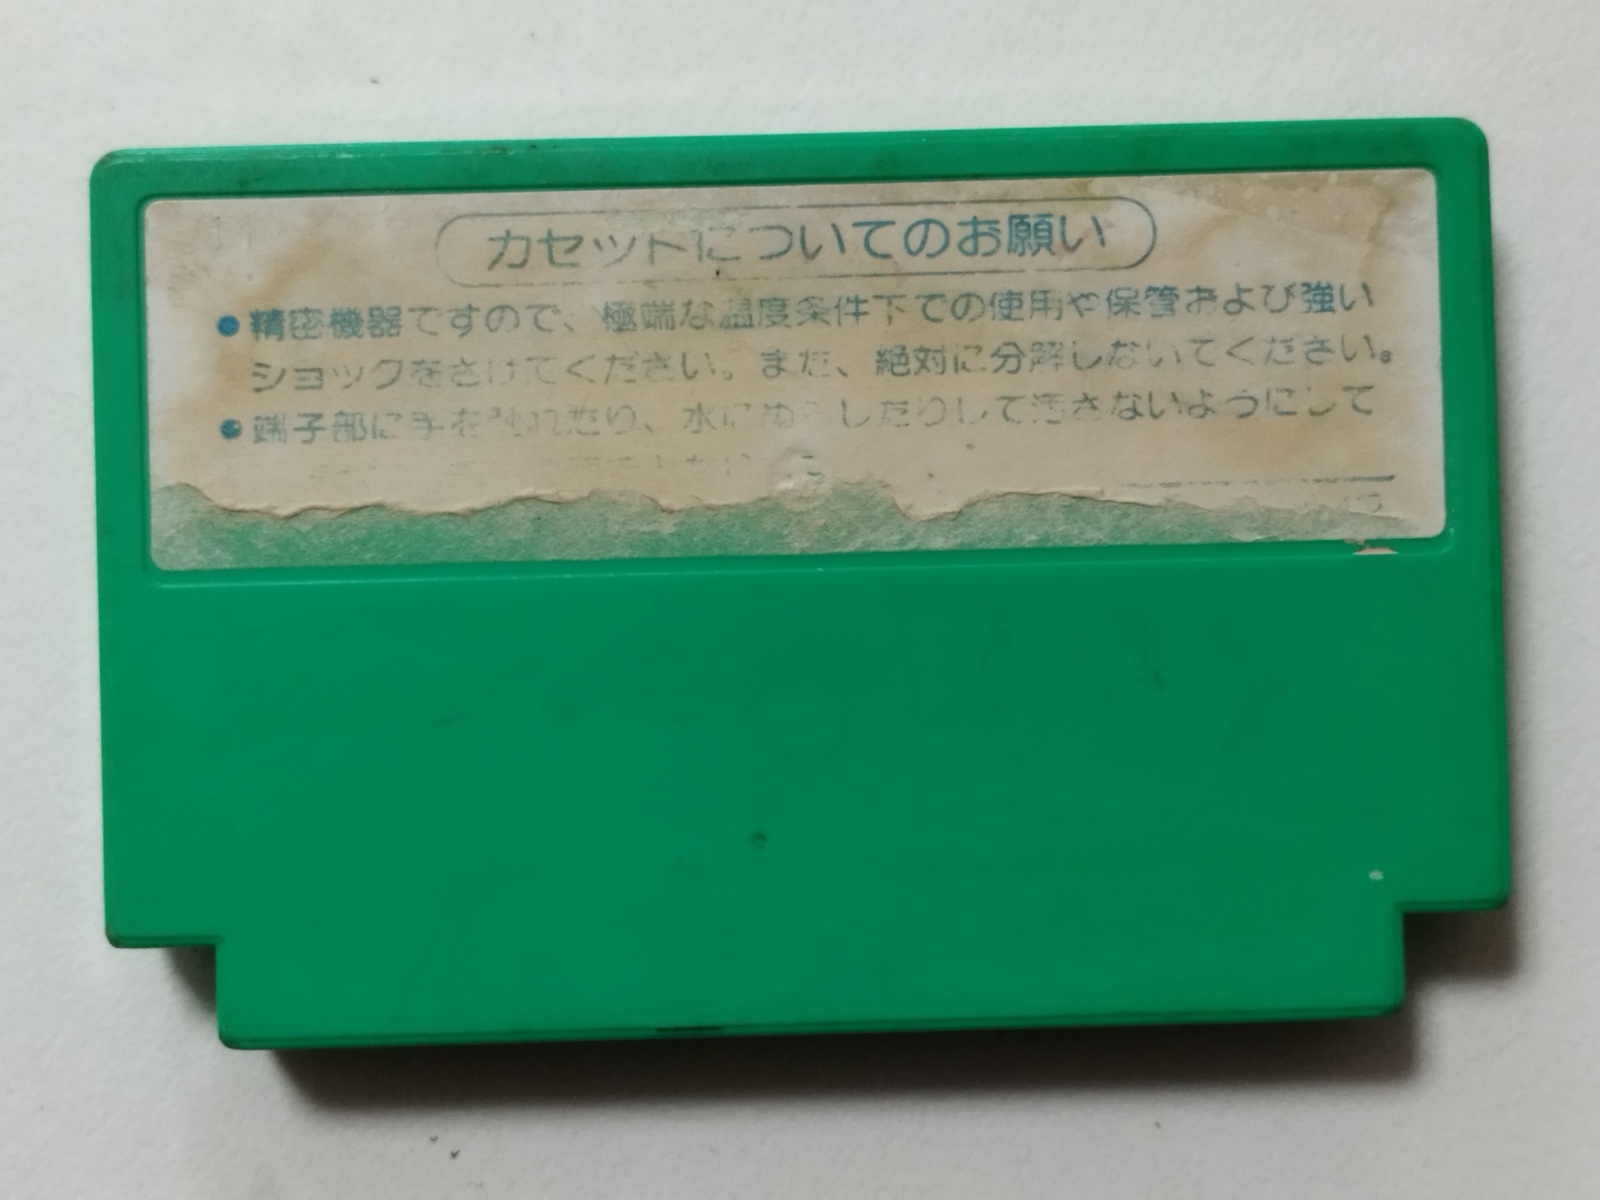 カセットについてのお願い
●精密機器ですので、極端な温度条件下での使用や保管および強い
ショックをさけてください。また、絶対に分解しないでください。
●端子部に手を触れたり、水にぬらしたりして汚さないようにして